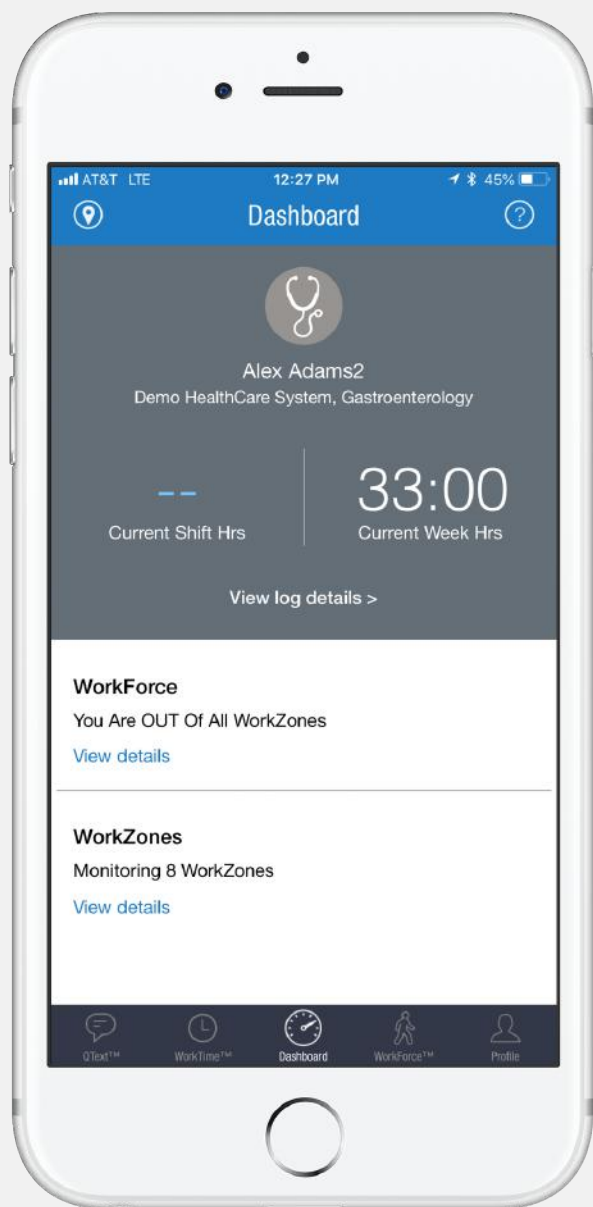 AT&T LTE 12:27 PM 45%
Dashboard ?
Alex Adams2
Demo HealthCare System, Gastroenterology
-- 33:00
Current Shift Hrs Current Week Hrs
View log details >
WorkForce
You Are OUT Of All WorkZones
View details
WorkZones
Monitoring 8 WorkZones
View details
QText™ WorkTime™ Dashboard WorkForce™ Profile